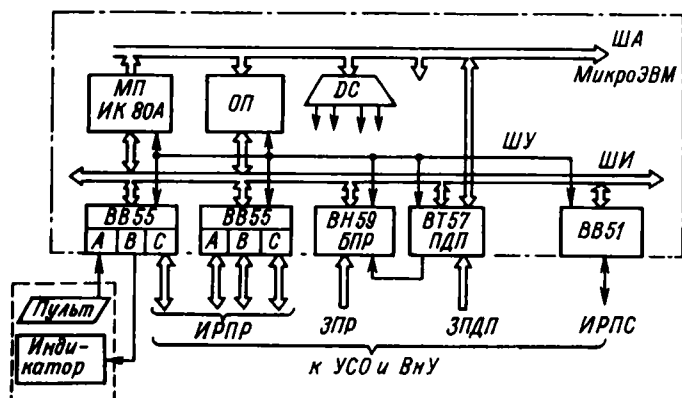 ША
МикроЭВМ
МП
ИК 80А
ОП
DC
ШУ
ШИ
ВВ55
А В С
ВВ55
А В С
ВН59
БПР
ВТ57
ПДП
ВВ51
Пульт
Инди-
катор
ИРПР
ЗПр
ЗПДП
ИРПС
к УСО и ВнУ